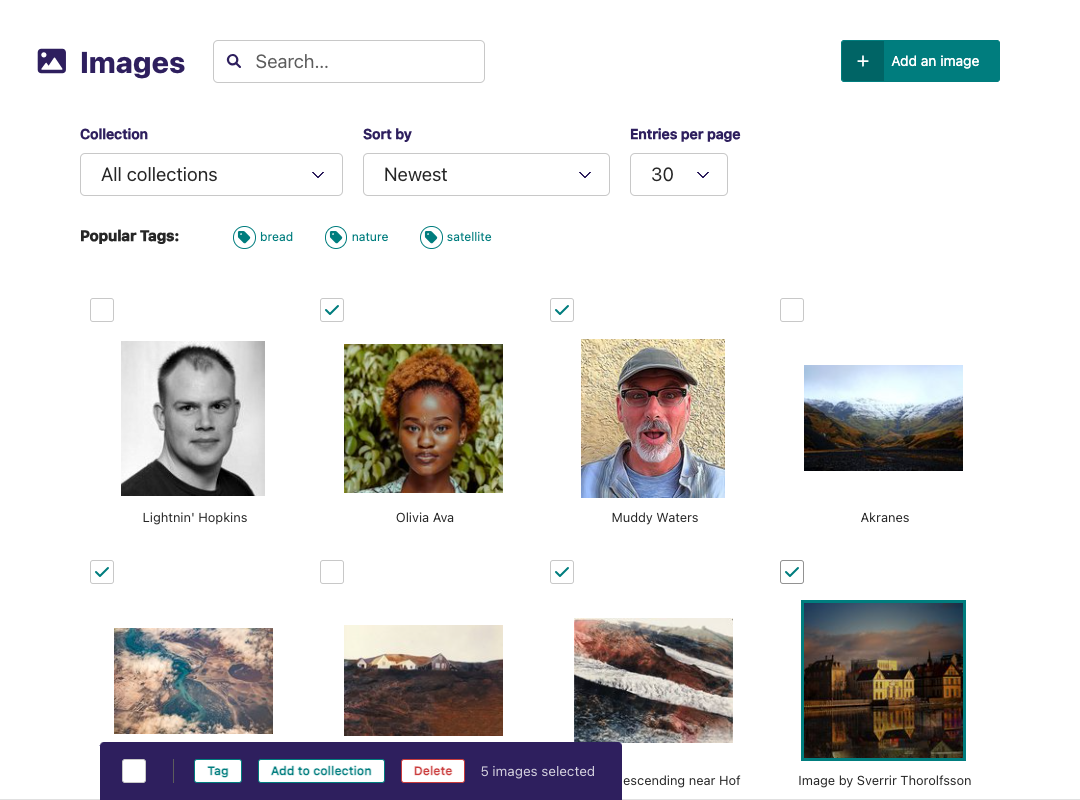 Images
Search...
Add an image
Collection
Sort by
Entries per page
All collections
Newest
30
Popular Tags:
bread
nature
satellite
Lightnin' Hopkins
Olivia Ava
Muddy Waters
Akranes
escending near Hof
Image by Sverrir Thorolfsson
Tag
Add to collection
Delete
5 images selected